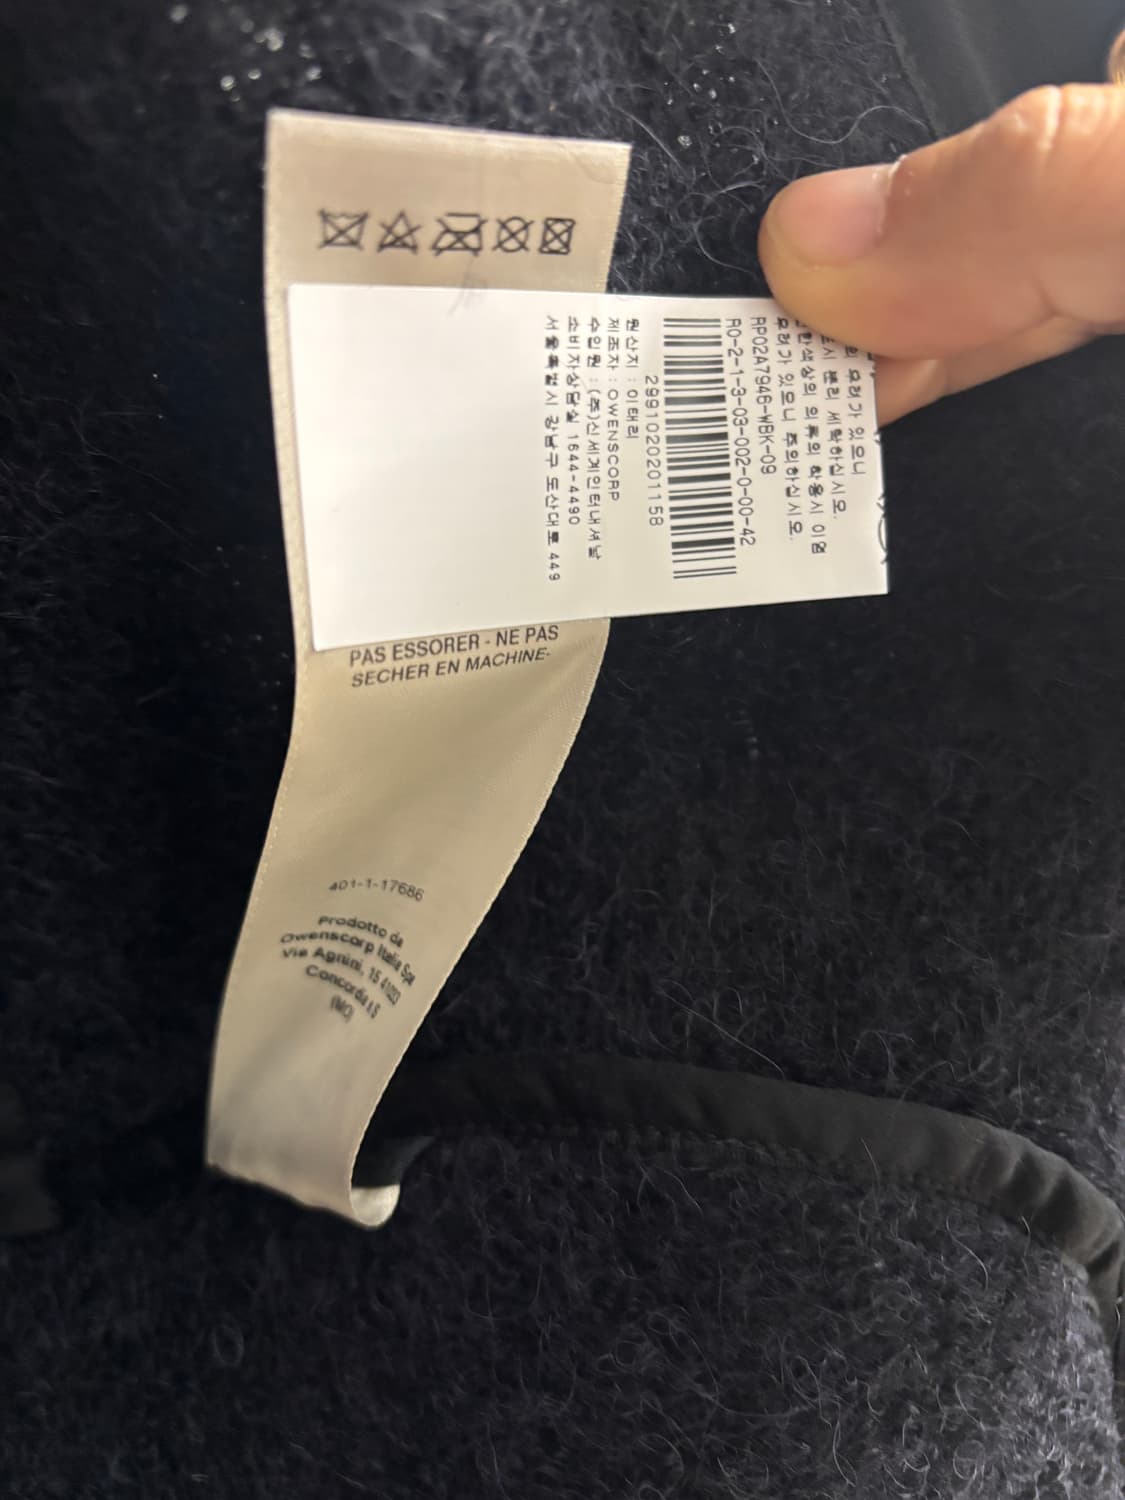 의 우려가 있으니
시 분리 세탁하십시오.
한색상의 의류의 착용시 이염
우려가 있으니 주의하십시오.
RP02A7946-WBK-09
RO-2-1-3-03-002-0-00-42
2991020201158
원산지 : 이태리
제조자 : OWENSCORP
수입원 : (주)신세계인터내셔날
소비자상담실 1644-4490
서울특별시 강남구 도산대로 449
PAS ESSORER - NE PAS
SECHER EN MACHINE-
401-1-17686
Prodotto da
Owenscorp Italia Spa
Via Agnini, 15 41033
Concordia s S
(MO)